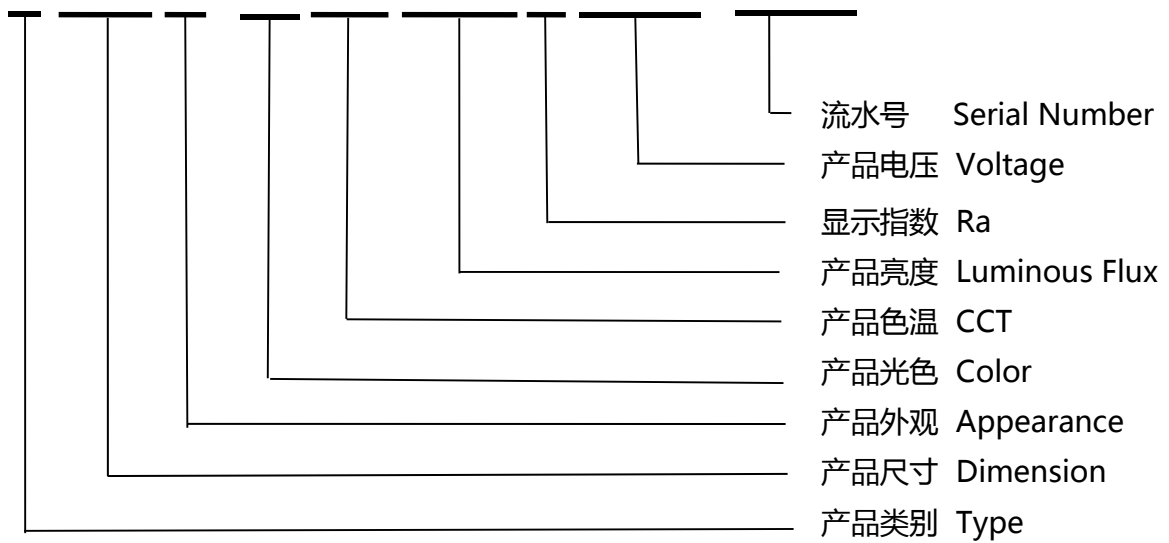 流水号 Serial Number
产品电压 Voltage
显示指数 Ra
产品亮度 Luminous Flux
产品色温 CCT
产品光色 Color
产品外观 Appearance
产品尺寸 Dimension
产品类别 Type